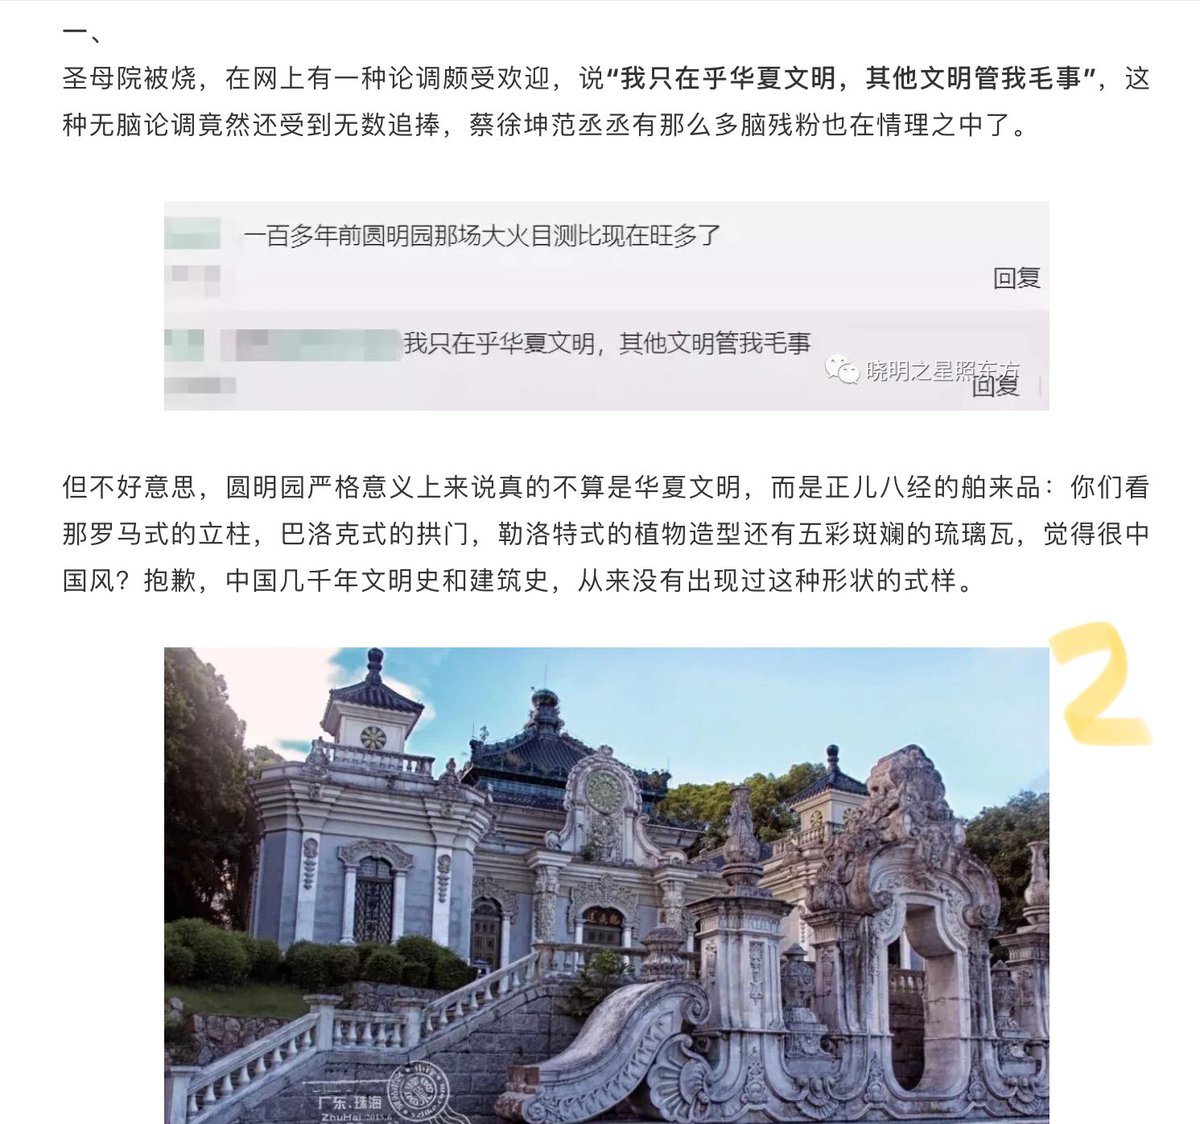 一、
圣母院被烧，在网上有一种论调颇受欢迎，说“我只在乎华夏文明，其他文明管我毛事”，这
种无脑论调竟然还受到无数追捧，蔡徐坤范丞丞有那么多脑残粉也在情理之中了。
一百多年前圆明园那场大火目测比现在旺多了
回复
我只在乎华夏文明，其他文明管我毛事
晓明之星照东方
回复
但不好意思，圆明园严格意义上来说真的不算是华夏文明，而是正儿八经的舶来品：你们看
那罗马式的立柱，巴洛克式的拱门，勒洛特式的植物造型还有五彩斑斓的琉璃瓦，觉得很中
国风？抱歉，中国几千年文明史和建筑史，从来没有出现过这种形状的式样。
2
广东.珠海
ZhuHai 2015.6